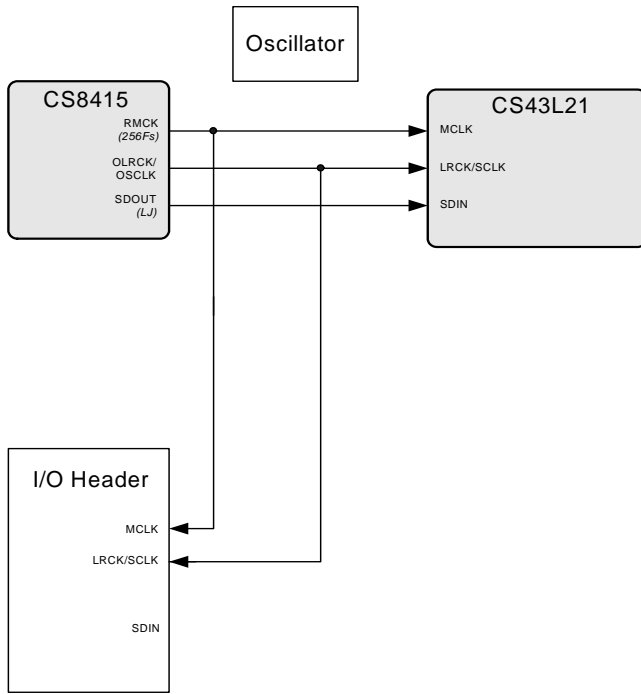 Oscillator
CS8415
RMCK
(256Fs)
OLRCK/
OSCLK
SDOUT
(LJ)
CS43L21
MCLK
LRCK/SCLK
SDIN
I/O Header
MCLK
LRCK/SCLK
SDIN